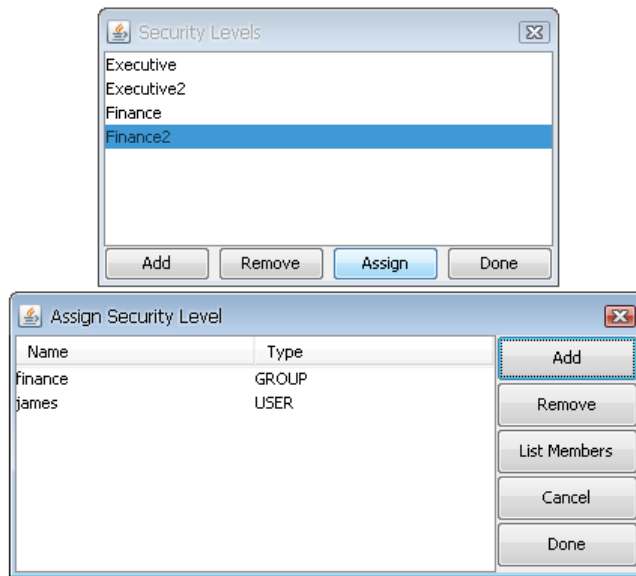 Security Levels
Executive
Executive2
Finance
Finance2
Add Remove Assign Done
Assign Security Level
Name Type Add
finance GROUP
james USER Remove
List Members
Cancel
Done